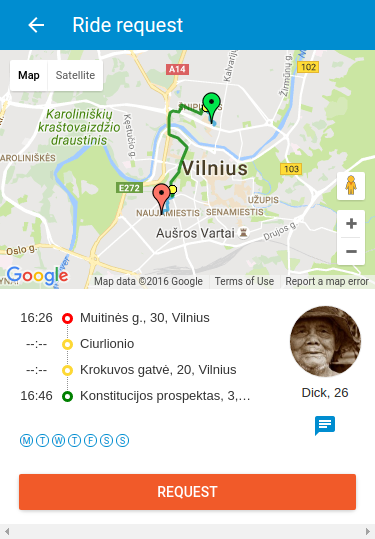 Ride request
Map Satellite
A14
102
Kalvarijų
Žirmūnų g.
Karoliniškių
kraštovaizdžio
draustinis
Kęstučio g.
AROLINIŠKĖS
Vilnius
103
E272
NAUJAMIESTIS
SENAMIESTIS
UŽUPIS
Aušros Vartai
Drujos g.
Oslo g.
Google
Map data ©2016 Google Terms of Use Report a map error
16:26 Muitinės g., 30, Vilnius
--:-- Ciurlionio
--:-- Krokuvos gatvė, 20, Vilnius
16:46 Konstitucijos prospektas, 3,...
Dick, 26
M T W T F S S
REQUEST